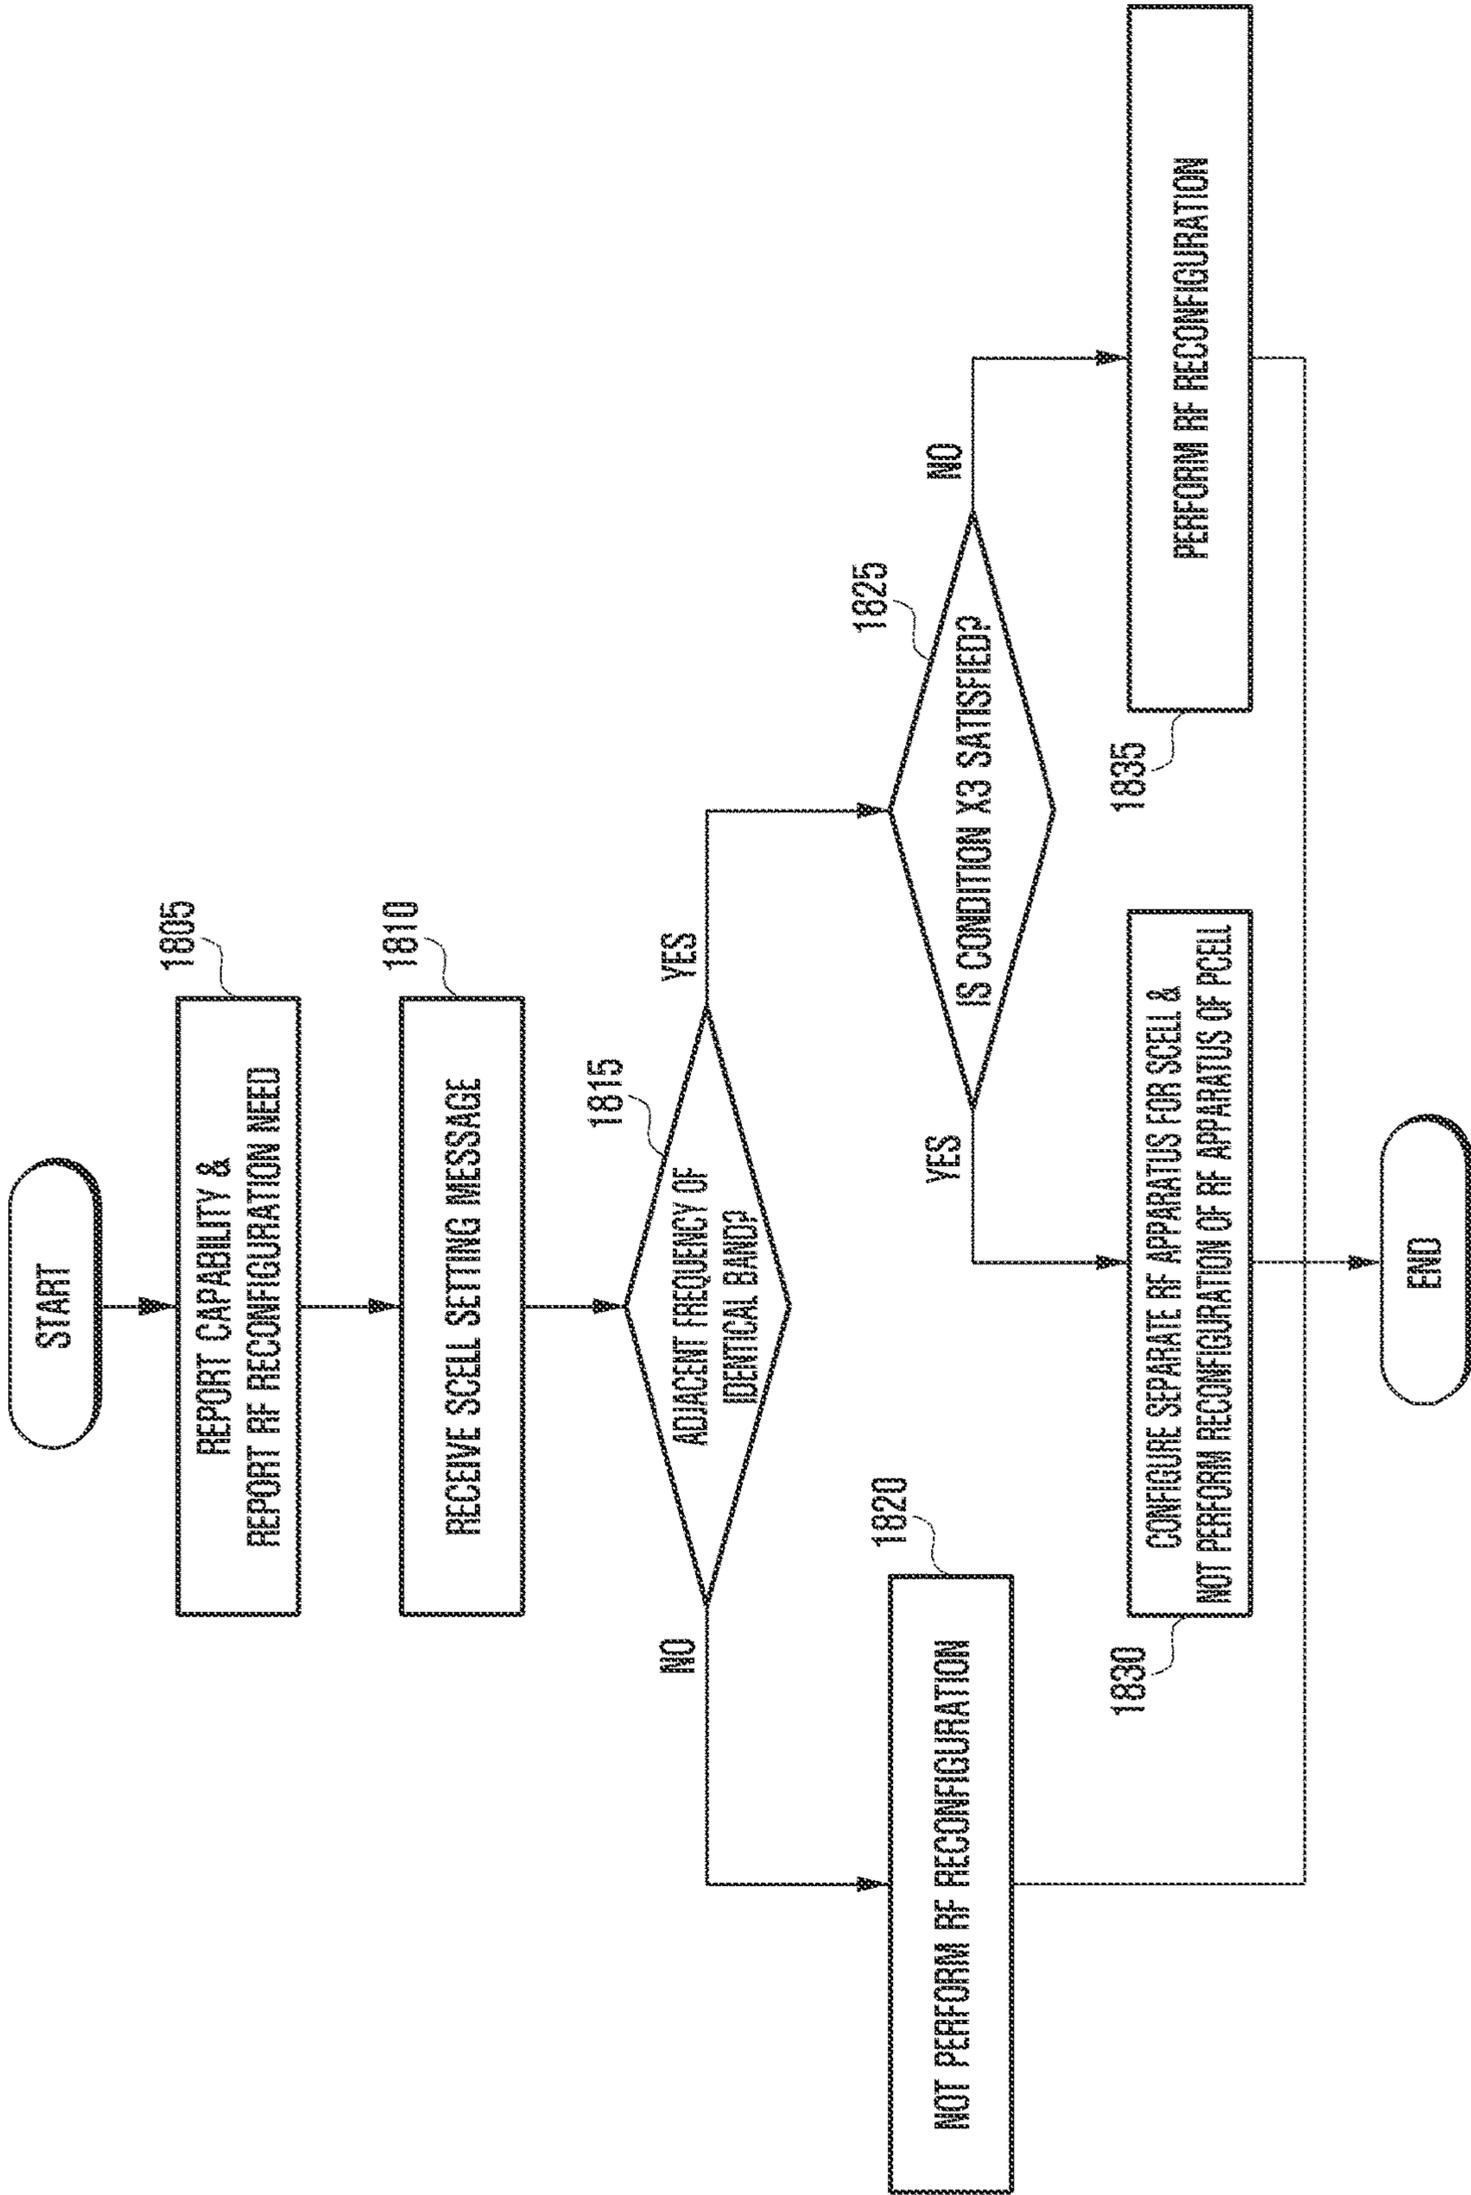 START
1805
REPORT CAPABILITY &
REPORT RF RECONFIGURATION NEED
1810
RECEIVE SCELL SETTING MESSAGE
1815
ADJACENT FREQUENCY OF
IDENTICAL BAND?
NO
YES
1820
NOT PERFORM RF RECONFIGURATION
1825
IS CONDITION X3 SATISFIED?
YES
NO
1830
CONFIGURE SEPARATE RF APPARATUS FOR SCELL &
NOT PERFORM RECONFIGURATION OF RF APPARATUS OF PCELL
1835
PERFORM RF RECONFIGURATION
END